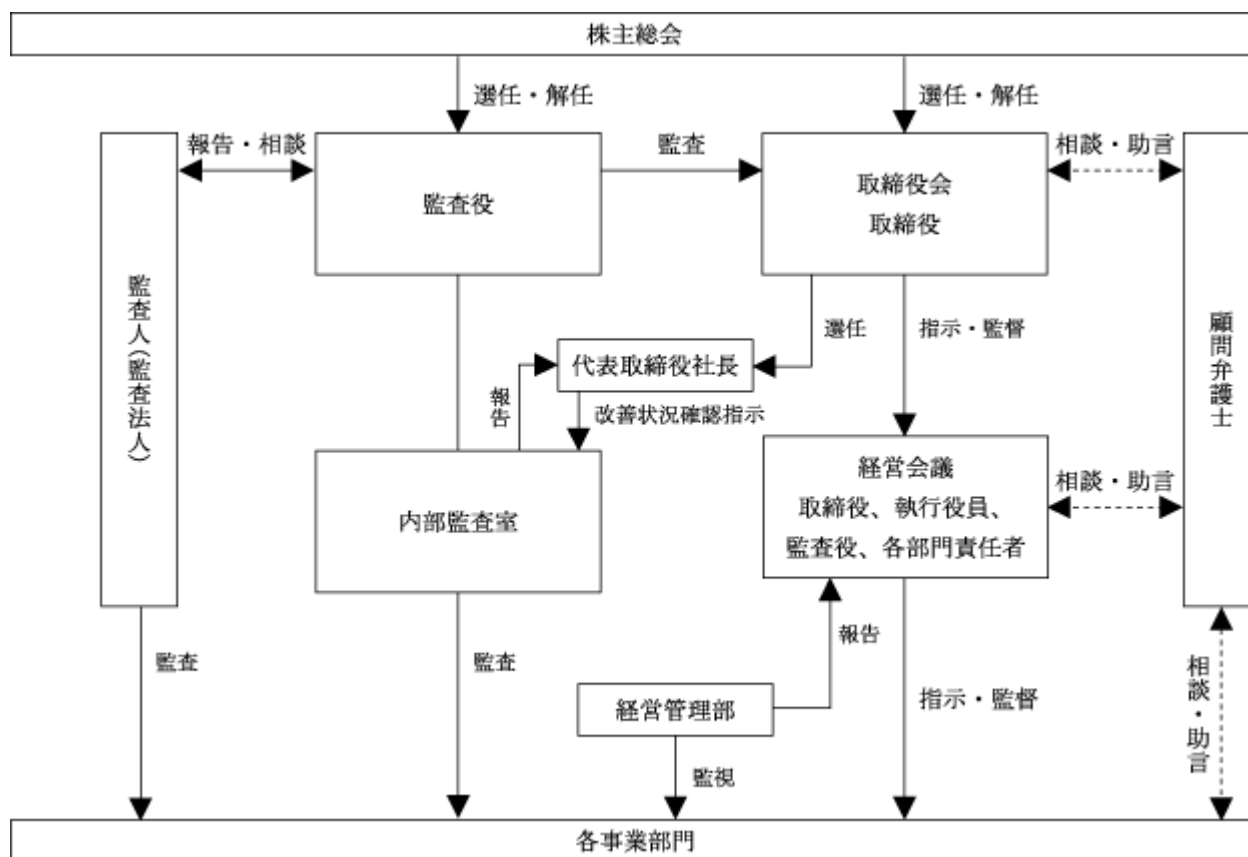 株主総会
選任・解任
選任・解任
報告・相談
監査
相談・助言
監査役
取締役会
取締役
監査人(監査法人)
顧問弁護士
選任
指示・監督
代表取締役社長
報告
改善状況確認指示
内部監査室
経営会議
取締役、執行役員、
監査役、各部門責任者
相談・助言
報告
監査
監査
経営管理部
指示・監督
相談・助言
監視
各事業部門